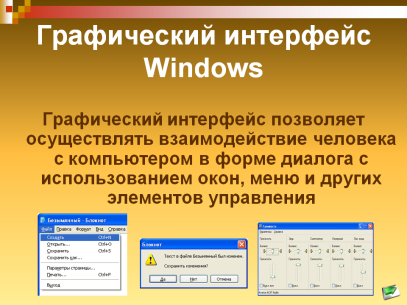 Графический интерфейс
Windows
Графический интерфейс позволяет
осуществлять взаимодействие человека
с компьютером в форме диалога с
использованием окон, меню и других
элементов управления
Безымянный - Блокнот
Файл Правка Формат Вид Справка
Создать Ctrl+N
Открыть... Ctrl+O
Сохранить Ctrl+S
Сохранить как...
Параметры страницы...
Печать... Ctrl+P
Выход
Блокнот
Текст в файле Безымянный был изменен.
Сохранить изменения?
Да Нет Отмена